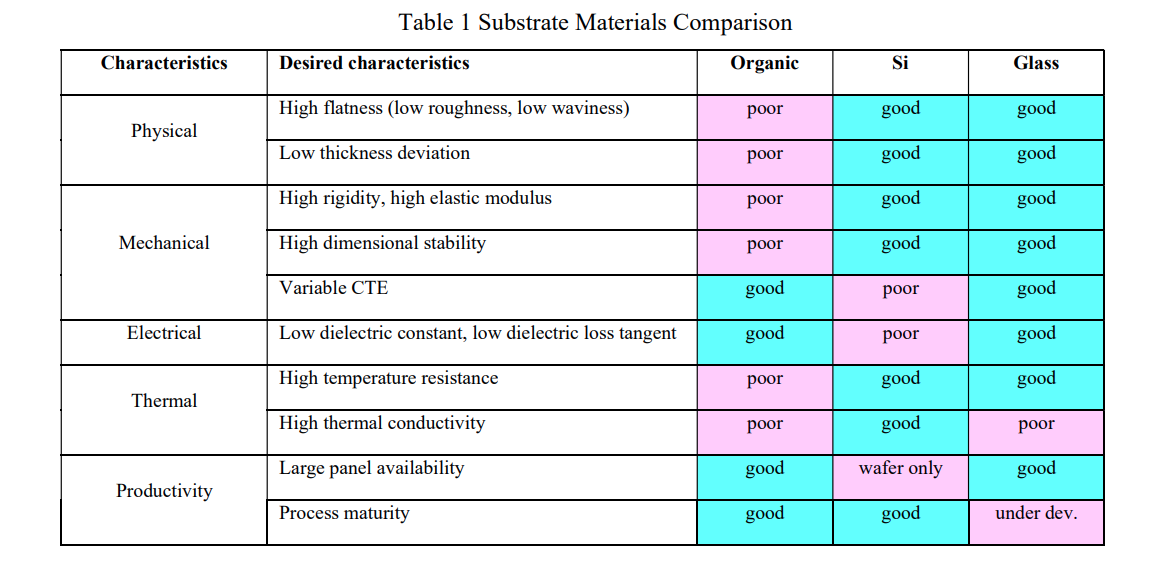 Table 1 Substrate Materials Comparison
Characteristics Desired characteristics Organic Si Glass
Physical
High flatness (low roughness, low waviness) poor good good
Low thickness deviation poor good good
Mechanical
High rigidity, high elastic modulus poor good good
High dimensional stability poor good good
Variable CTE good poor good
Electrical Low dielectric constant, low dielectric loss tangent good poor good
Thermal
High temperature resistance poor good good
High thermal conductivity poor good poor
Productivity
Large panel availability good wafer only good
Process maturity good good under dev.